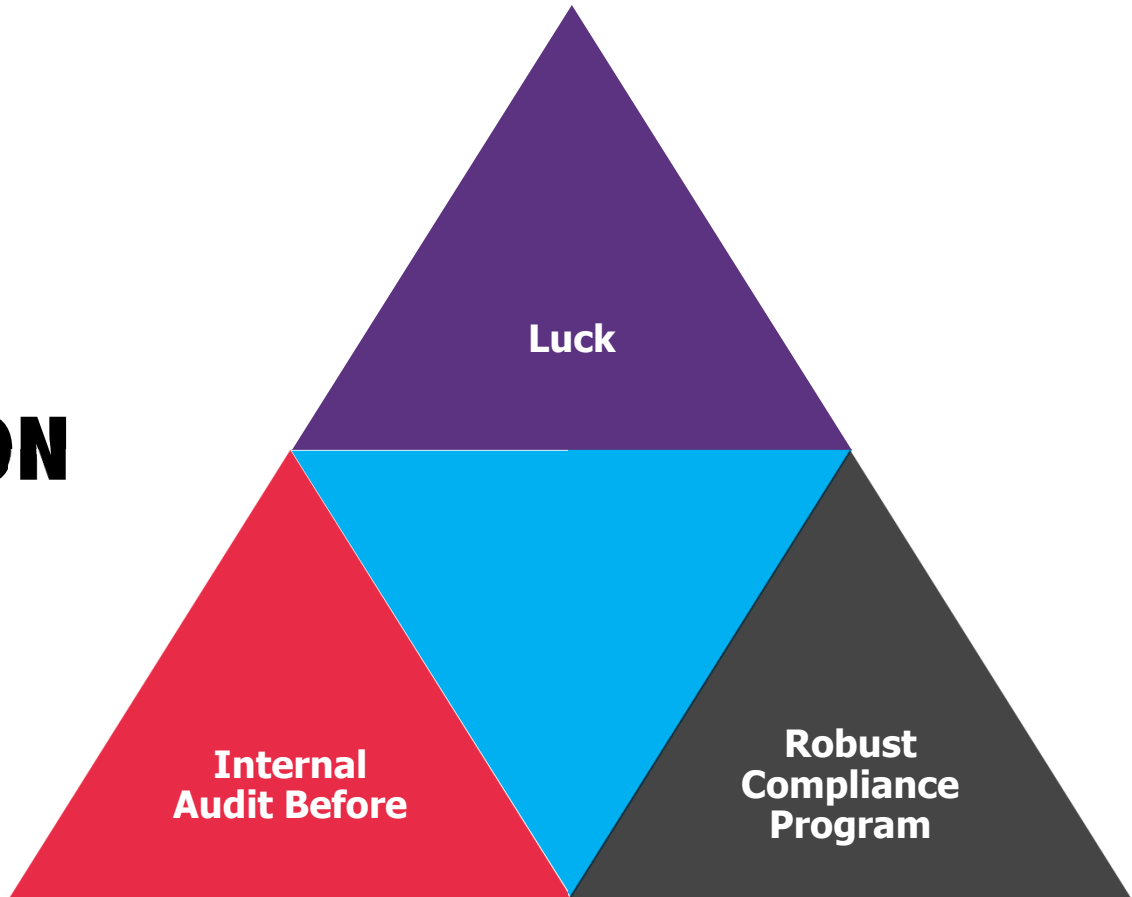 Luck
Internal
Audit Before
Robust
Compliance
Program